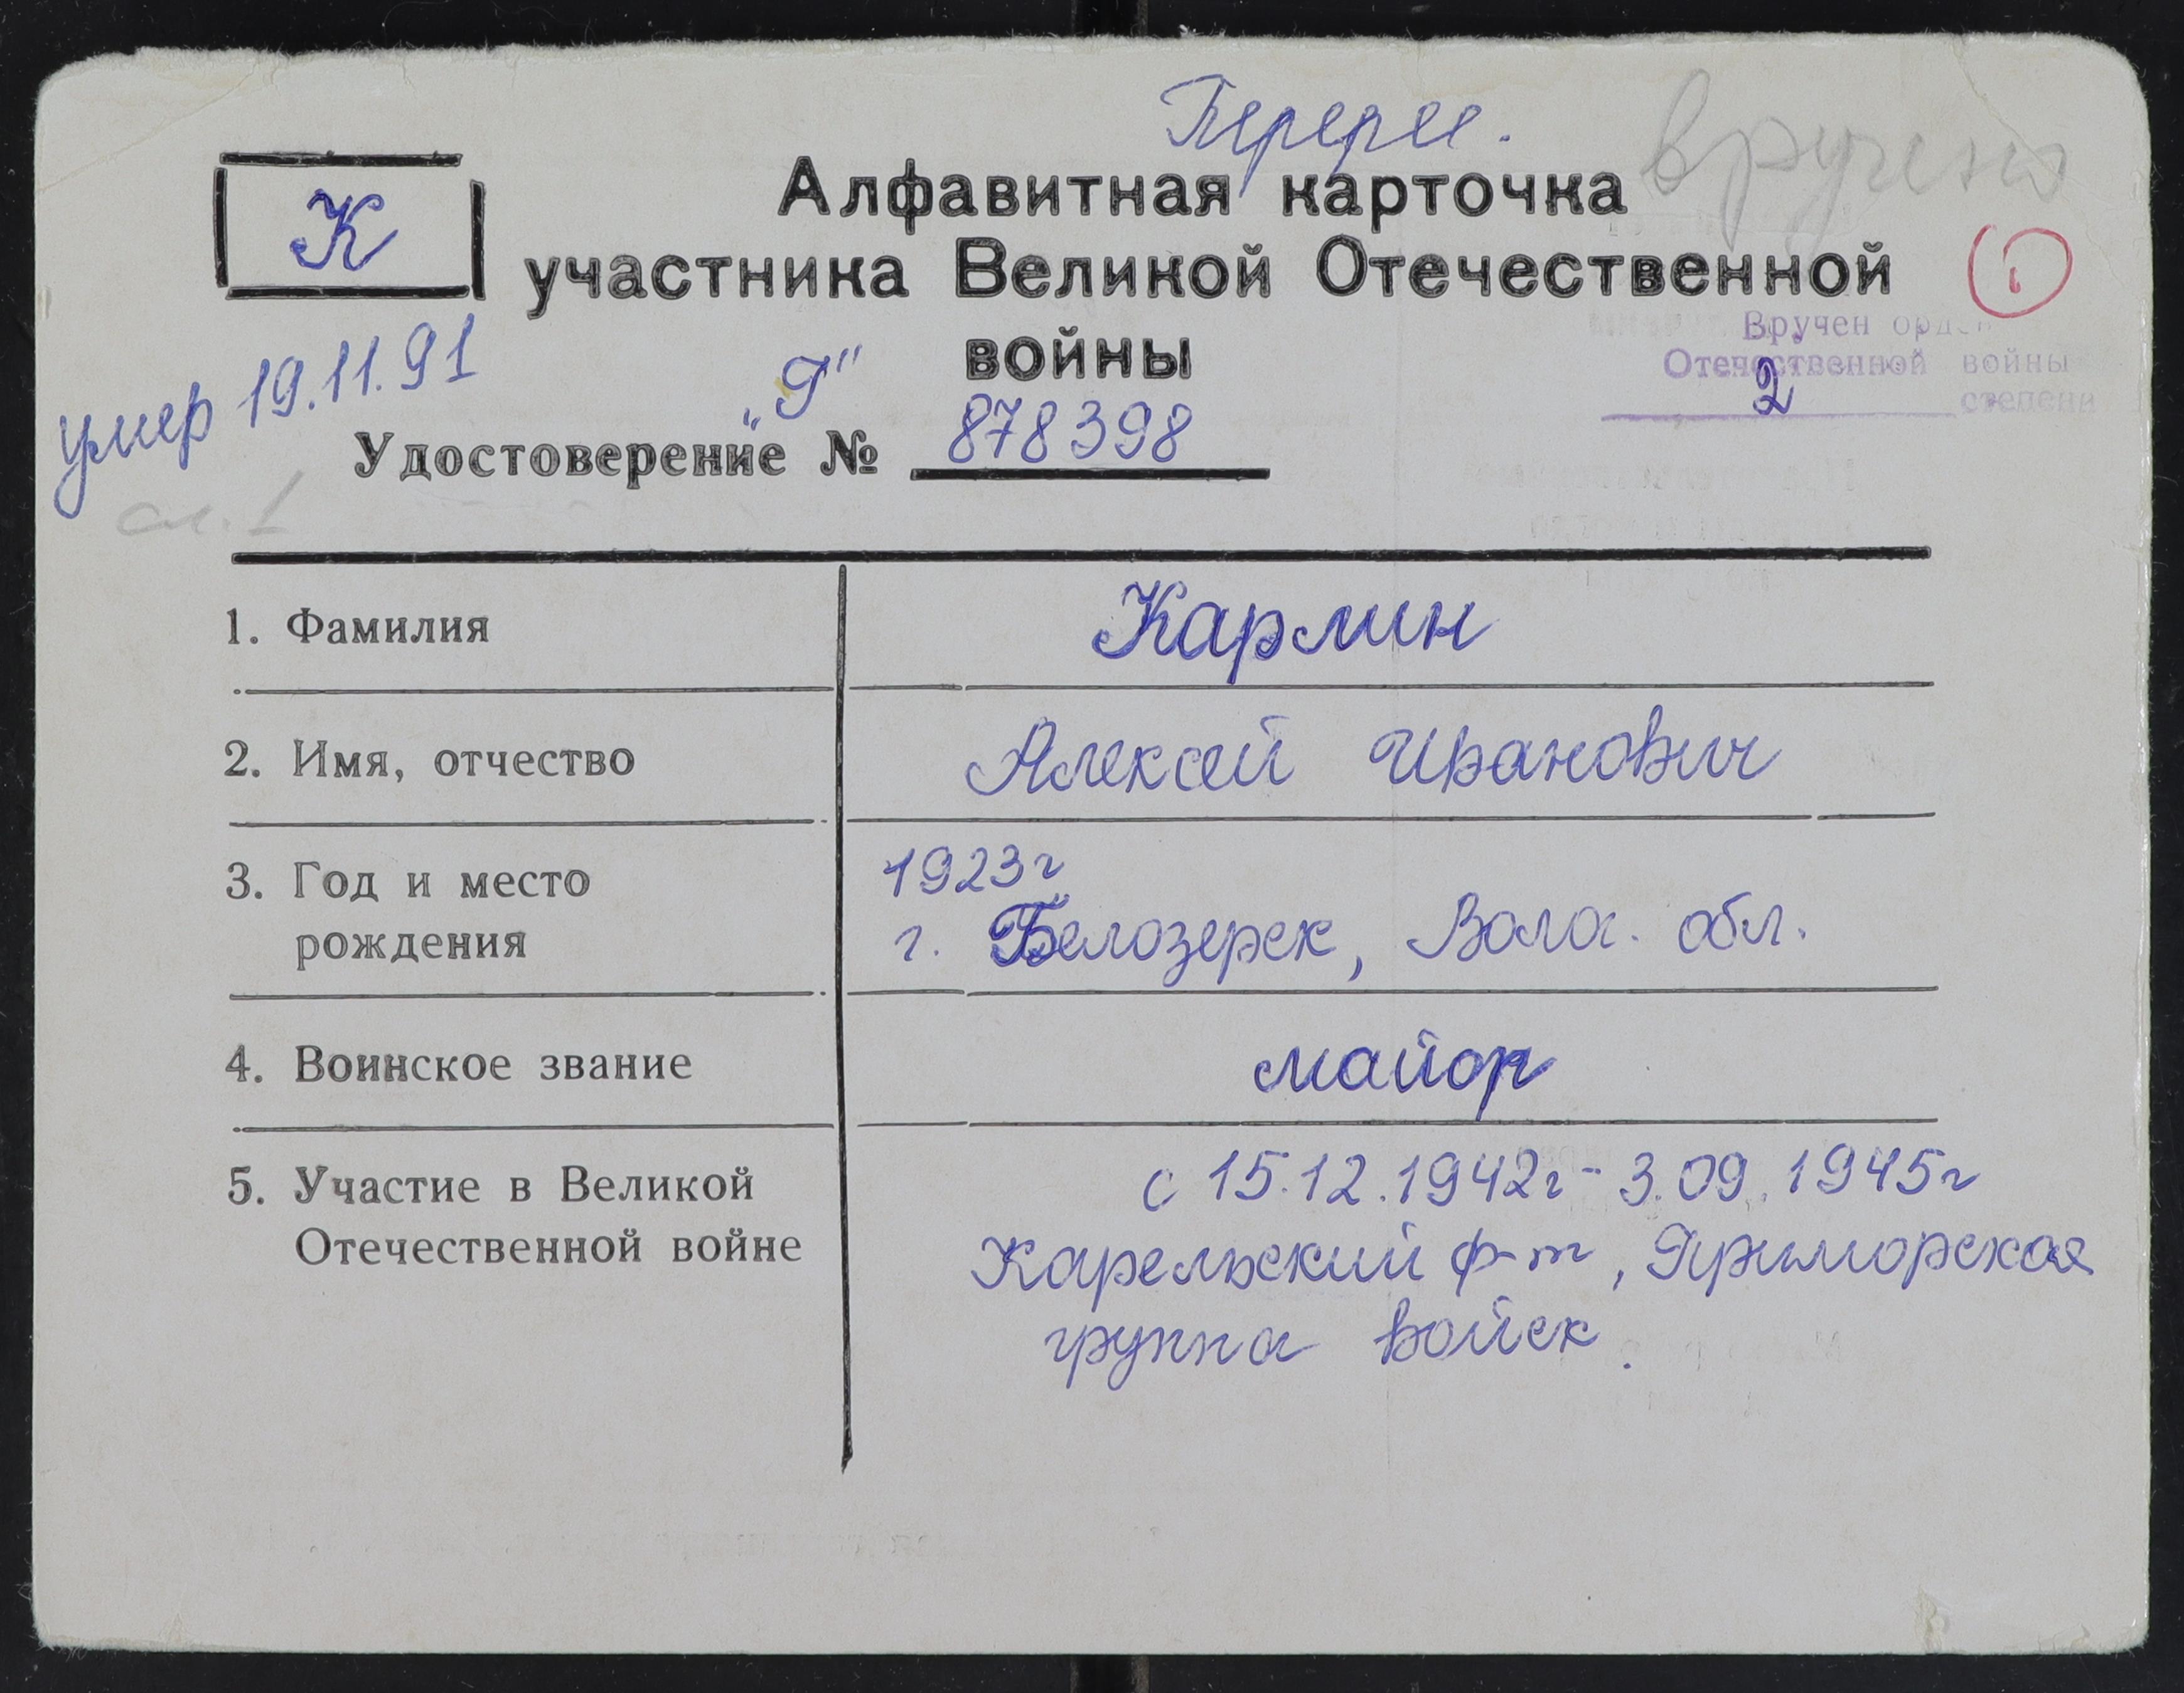 Перерег.
вручено
К
Алфавитная карточка
участника Великой Отечественной
войны
умер 19.11.91
"Г"
Удостоверение № 878398
Вручен орден
Отечественной войны
2 степени
1. Фамилия Кармин
2. Имя, отчество Алексей Иванович
3. Год и место 1923г
рождения г. Белозерск, Волог. обл.
4. Воинское звание майор
5. Участие в Великой с 15.12.1942г - 3.09.1945г
Отечественной войне Карельский ф-т, Приморская
группа войск.